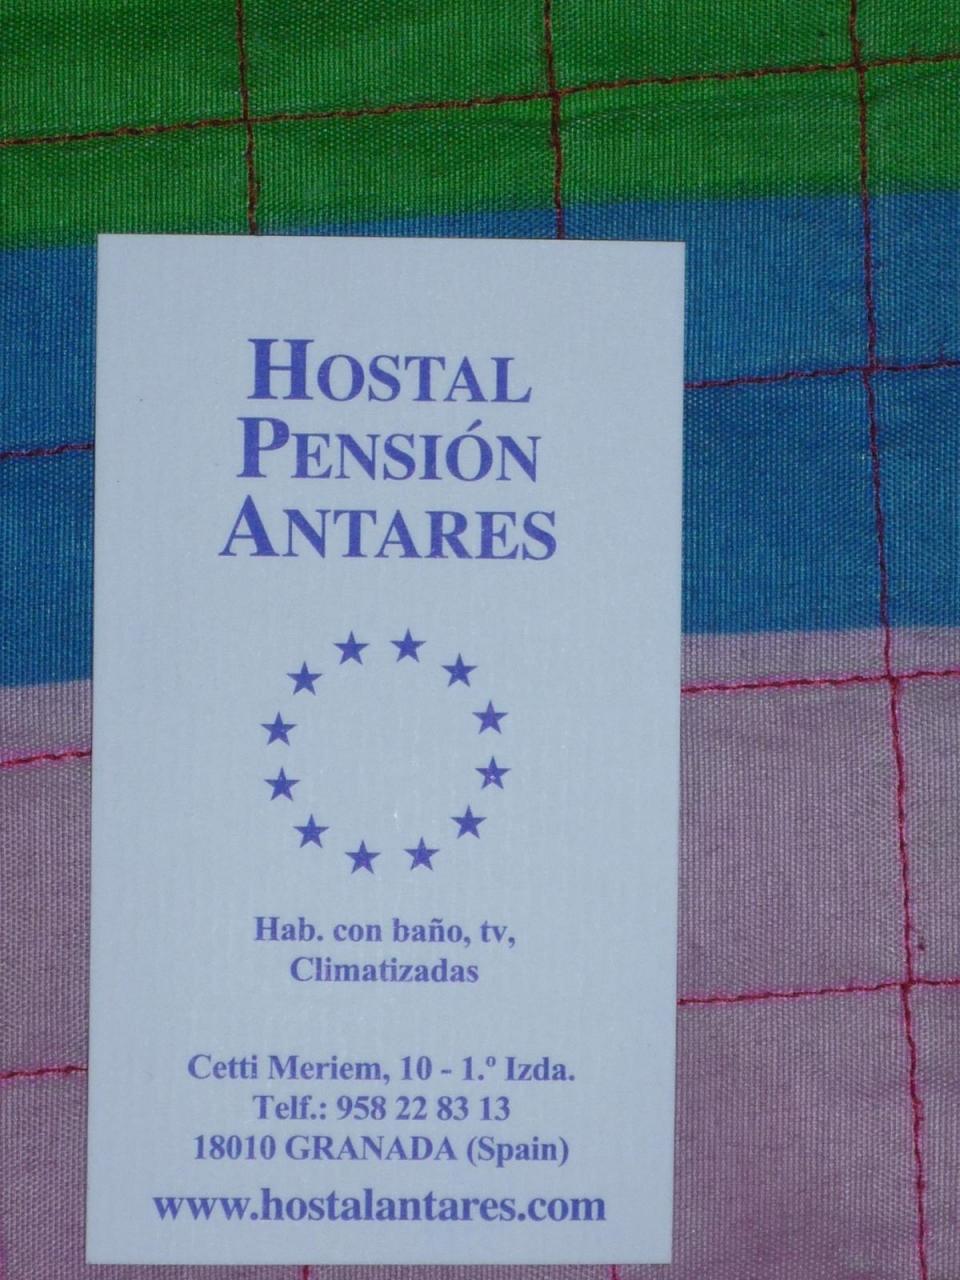 HOSTAL
PENSIÓN
ANTARES
Hab. con baño, tv,
Climatizadas
Cetti Meriem, 10 - 1.º Izda.
Telf.: 958 22 83 13
18010 GRANADA (Spain)
www.hostalantares.com